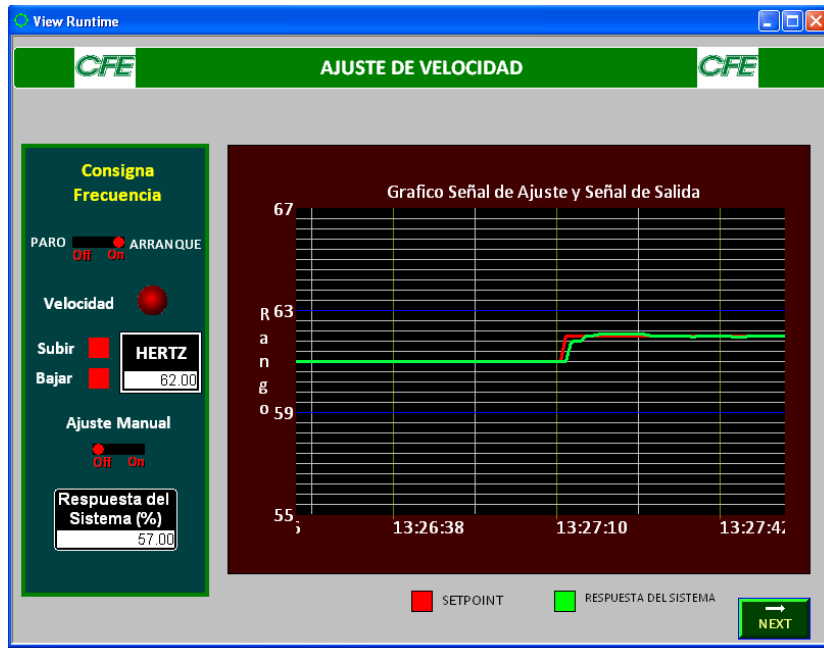 View Runtime
CFE
AJUSTE DE VELOCIDAD
CFE
Consigna
Frecuencia
PARO
ARRANQUE
Off On
Velocidad
Subir
Bajar
HERTZ
62.00
Ajuste Manual
Off On
Respuesta del
Sistema (%)
57.00
Grafico Señal de Ajuste y Señal de Salida
Rango
67
63
59
55
13:26:38
13:27:10
13:27:42
SETPOINT
RESPUESTA DEL SISTEMA
NEXT